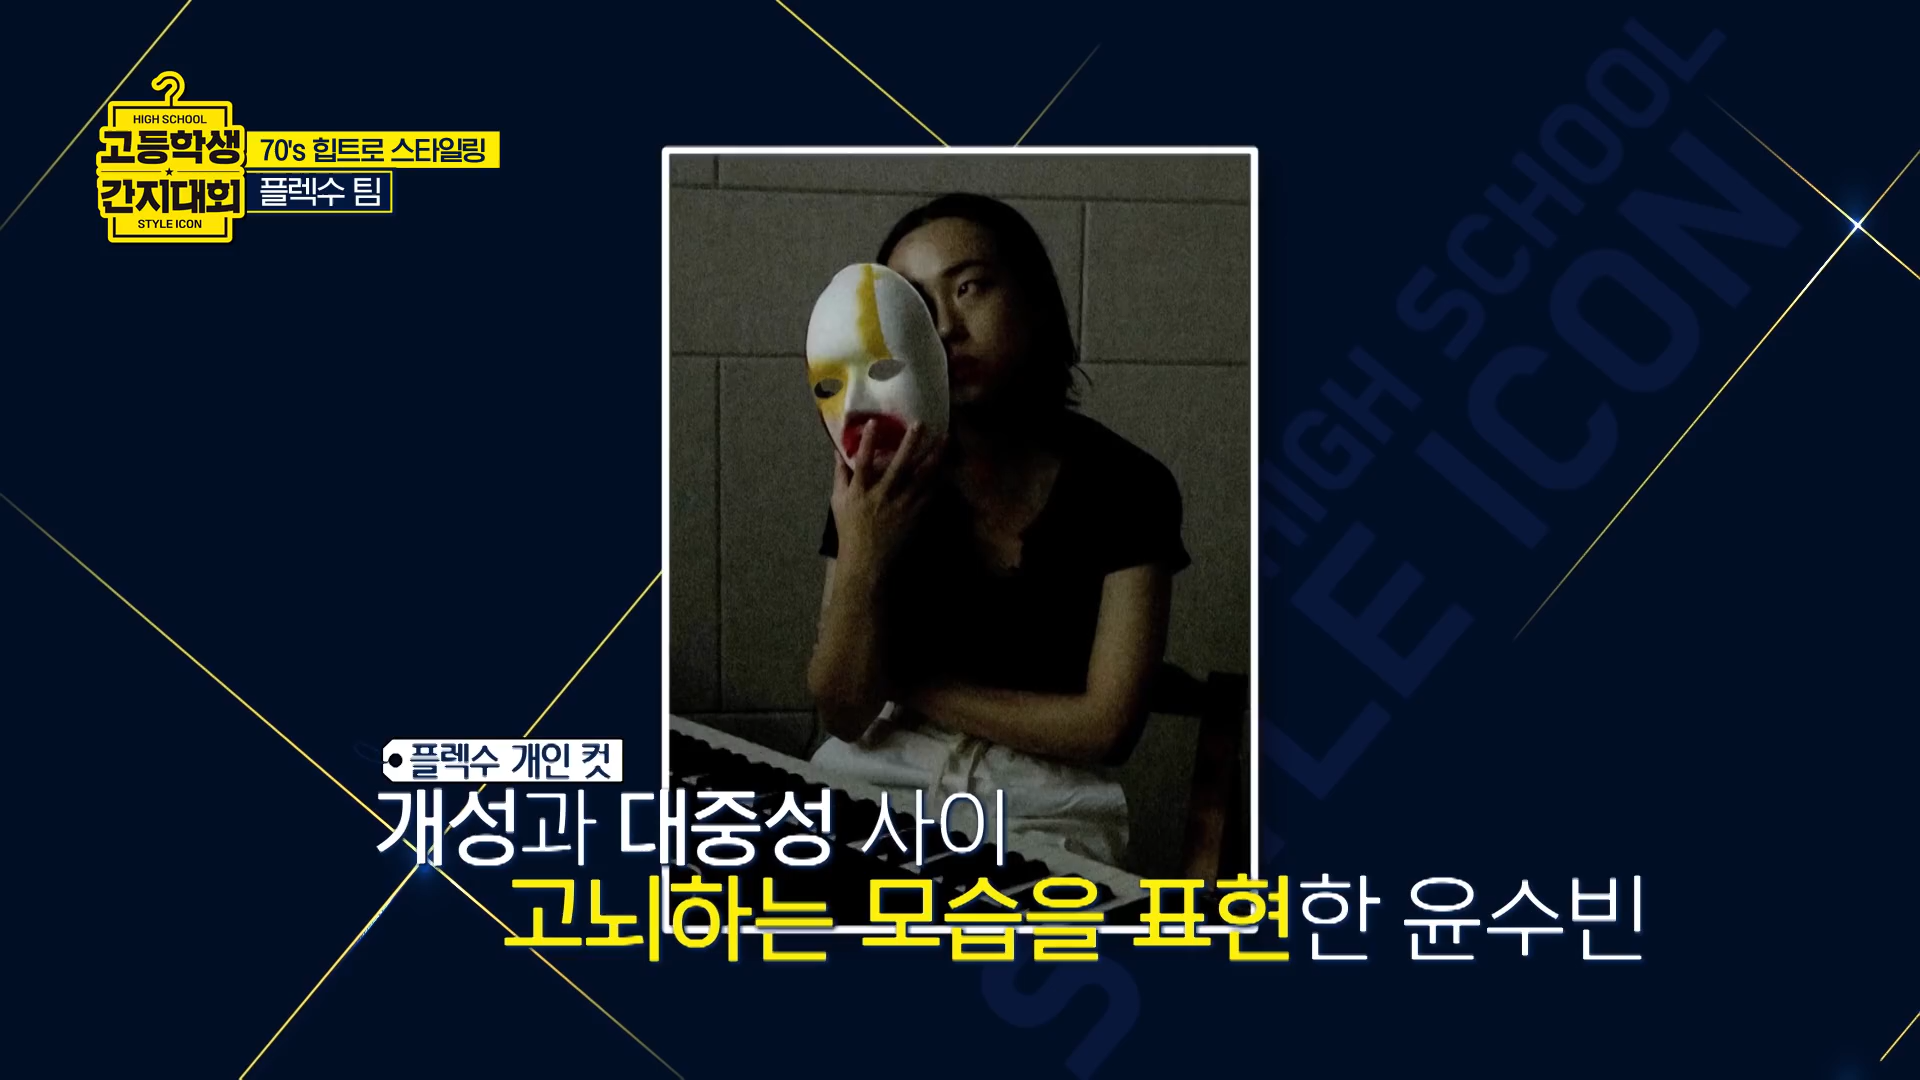 HIGH SCHOOL
고등학생
간지대회
STYLE ICON
70's 힙트로 스타일링
플렉수 팀
HIGH SCHOOL
STYLE ICON
플렉수 개인 컷
개성과 대중성 사이
고뇌하는 모습을 표현한 윤수빈